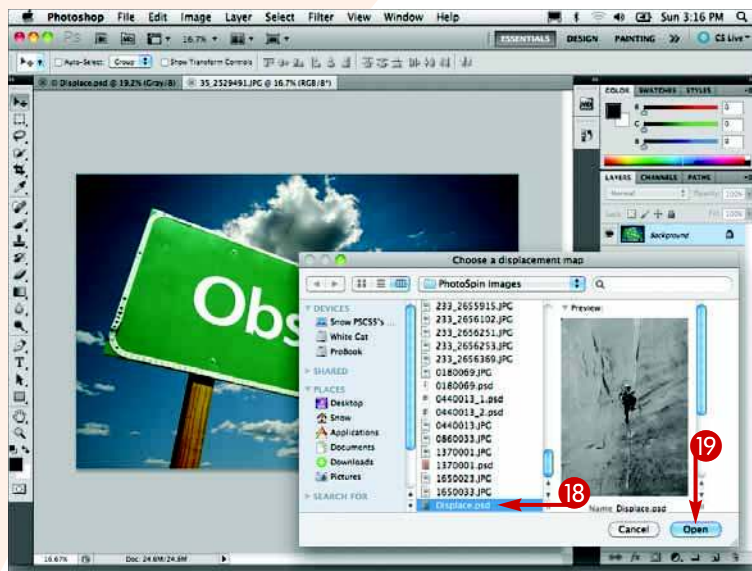 Photoshop File Edit Image Layer Select Filter View Window Help Sun 3:16 PM
PS Mb 16.7% ESSENTIALS DESIGN PAINTING >> CS Live
Auto-Select: Group Show Transform Controls
Displace.psd @ 19.2% (Gray/8) 35_2529491.JPG @ 16.7% (RGB/8*)
COLOR SWATCHES STYLES
0
0
0
LAYERS CHANNELS PATHS
Normal Opacity: 100%
Lock: Fill: 100%
Background
Obs
Choose a displacement map
PhotoSpin Images
DEVICES
Snow PSCS5's ...
White Cat
ProBook
SHARED
PLACES
Desktop
Snow
Applications
Documents
Downloads
Pictures
SEARCH FOR
233_2655915.JPG
233_2656102.JPG
233_2656251.JPG
233_2656253.JPG
233_2656369.JPG
0180069.JPG
0180069.psd
0440013_1.psd
0440013_2.psd
0440013.JPG
0860033.JPG
1370001.JPG
1370001.psd
1650023.JPG
1650033.JPG
Displace.psd
Preview:
Name Displace.psd
18
19
Cancel Open
16.67% Doc: 24.6M/24.6M